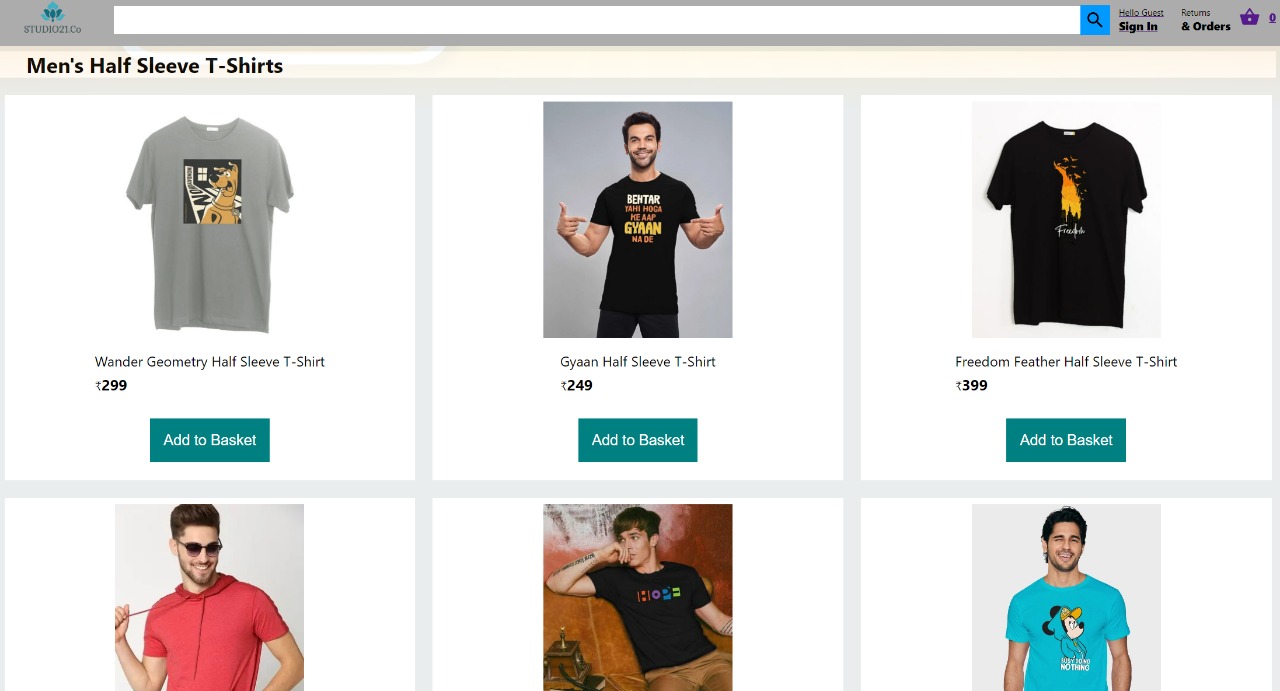 STUDIO21.Co
Hello Guest
Sign In
Returns
& Orders
0
Men's Half Sleeve T-Shirts
BEHTAR
YAHI HOGA
KE AAP
GYAAN
NA DE
Freedom
Wander Geometry Half Sleeve T-Shirt
₹299
Gyaan Half Sleeve T-Shirt
₹249
Freedom Feather Half Sleeve T-Shirt
₹399
Add to Basket
Add to Basket
Add to Basket
HOPE
BUSY DOING
NOTHING